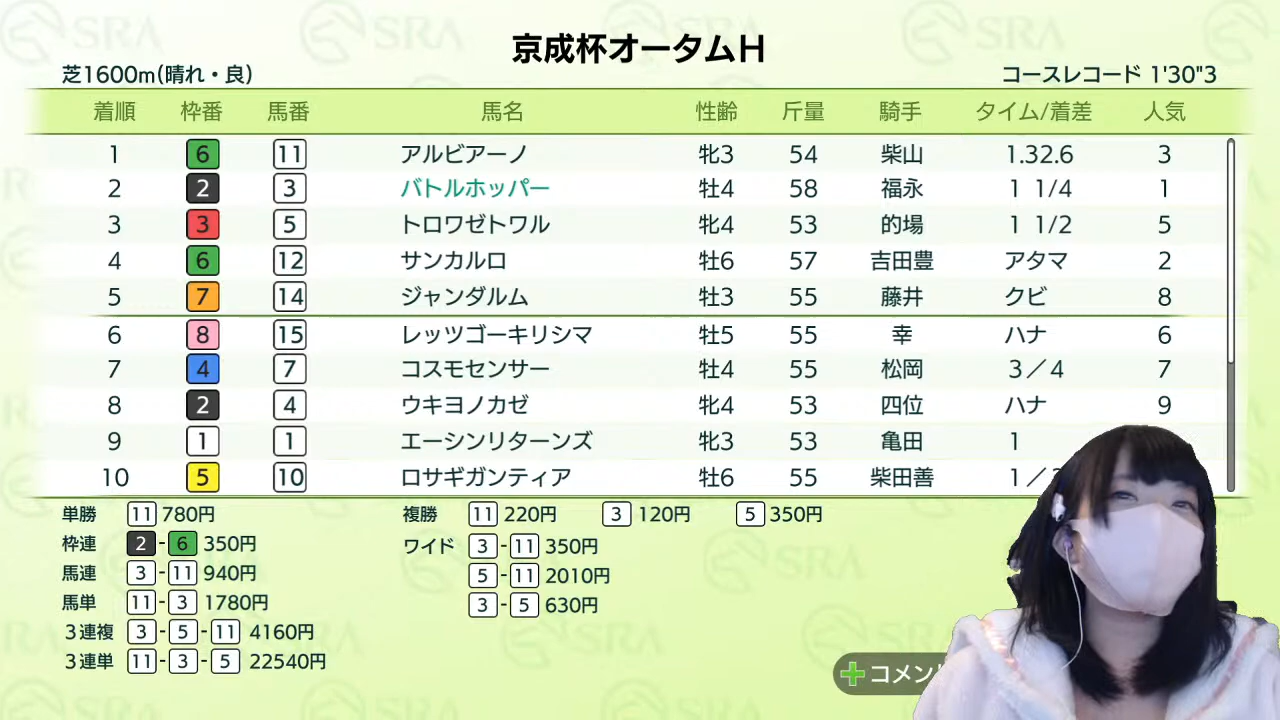 京成杯オータムH
芝1600m(晴れ・良)
コースレコード 1'30"3
着順 枠番 馬番 馬名 性齢 斤量 騎手 タイム/着差 人気
1 6 11 アルビアーノ 牝3 54 柴山 1.32.6 3
2 2 3 バトルホッパー 牡4 58 福永 1 1/4 1
3 3 5 トロワゼトワル 牝4 53 的場 1 1/2 5
4 6 12 サンカルロ 牡6 57 吉田豊 アタマ 2
5 7 14 ジャンダルム 牡3 55 藤井 クビ 8
6 8 15 レッツゴーキリシマ 牡5 55 幸 ハナ 6
7 4 7 コスモセンサー 牡4 55 松岡 3／4 7
8 2 4 ウキヨノカゼ 牝4 53 四位 ハナ 9
9 1 1 エーシンリターンズ 牝3 53 亀田 1
10 5 10 ロサギガンティア 牡6 55 柴田善 1／
単勝 11 780円 複勝 11 220円 3 120円 5 350円
枠連 2-6 350円 ワイド 3-11 350円
馬連 3-11 940円 5-11 2010円
馬単 11-3 1780円 3-5 630円
3連複 3-5-11 4160円
3連単 11-3-5 22540円
コメン
SRA